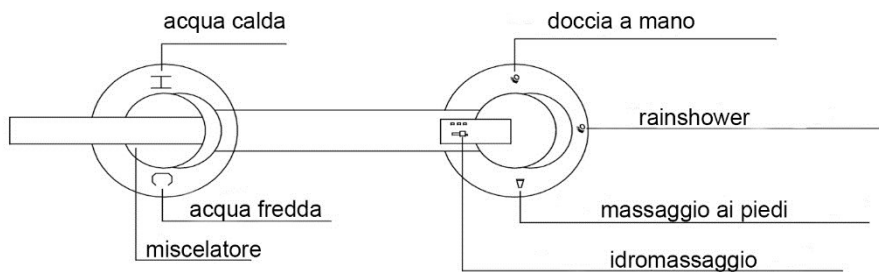 acqua calda
doccia a mano
rainshower
acqua fredda
massaggio ai piedi
miscelatore
idromassaggio